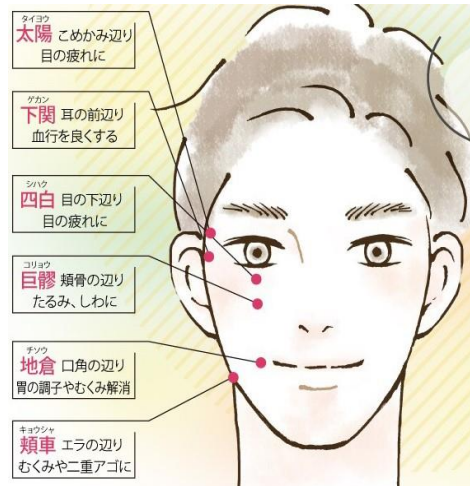 タイヨウ
太陽 こめかみ辺り
目の疲れに
ゲカン
下関 耳の前辺り
血行を良くする
シハク
四白 目の下辺り
目の疲れに
コリョウ
巨髎 頬骨の辺り
たるみ、しわに
チソウ
地倉 口角の辺り
胃の調子やむくみ解消
キョウシャ
頬車 エラの辺り
むくみや二重アゴに